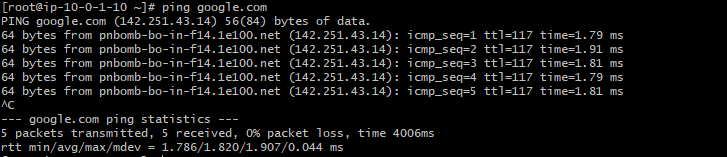 [root@ip-10-0-1-10 ~]# ping google.com
PING google.com (142.251.43.14) 56(84) bytes of data.
64 bytes from pnbomb-bo-in-f14.1e100.net (142.251.43.14): icmp_seq=1 ttl=117 time=1.79 ms
64 bytes from pnbomb-bo-in-f14.1e100.net (142.251.43.14): icmp_seq=2 ttl=117 time=1.91 ms
64 bytes from pnbomb-bo-in-f14.1e100.net (142.251.43.14): icmp_seq=3 ttl=117 time=1.81 ms
64 bytes from pnbomb-bo-in-f14.1e100.net (142.251.43.14): icmp_seq=4 ttl=117 time=1.79 ms
64 bytes from pnbomb-bo-in-f14.1e100.net (142.251.43.14): icmp_seq=5 ttl=117 time=1.81 ms
^C
--- google.com ping statistics ---
5 packets transmitted, 5 received, 0% packet loss, time 4006ms
rtt min/avg/max/mdev = 1.786/1.820/1.907/0.044 ms